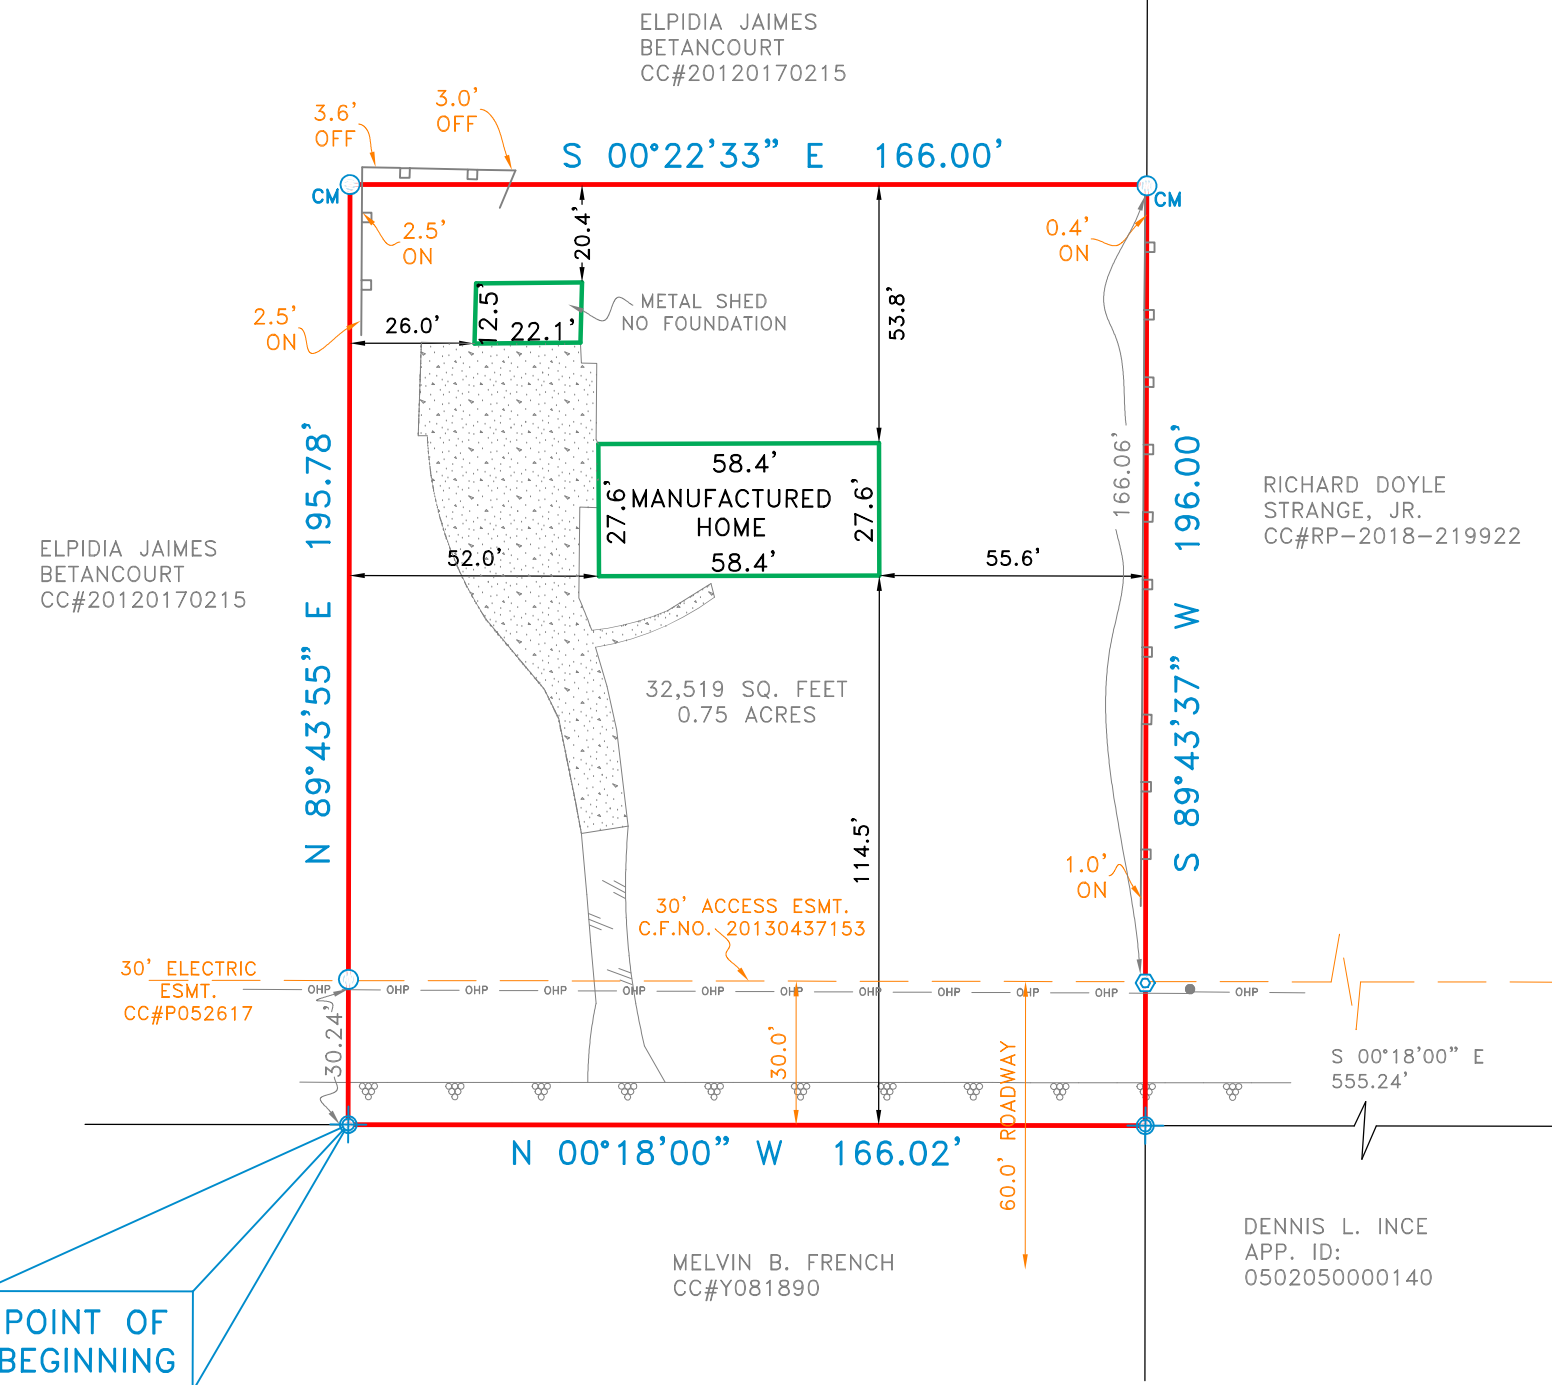 ELPIDIA JAIMES
BETANCOURT
CC#20120170215
3.6'
OFF
3.0'
OFF
S 00°22'33" E 166.00'
CM
CM
2.5'
ON
20.4'
0.4'
ON
2.5'
ON
26.0'
12.5'
22.1'
METAL SHED
NO FOUNDATION
53.8'
N 89°43'55" E 195.78'
58.4'
27.6'
MANUFACTURED
HOME
27.6'
58.4'
52.0'
55.6'
166.06'
S 89°43'37" W 196.00'
RICHARD DOYLE
STRANGE, JR.
CC#RP-2018-219922
ELPIDIA JAIMES
BETANCOURT
CC#20120170215
32,519 SQ. FEET
0.75 ACRES
114.5'
1.0'
ON
30' ACCESS ESMT.
C.F.NO. 20130437153
30' ELECTRIC
ESMT.
CC#P052617
OHP OHP OHP OHP OHP OHP OHP OHP OHP OHP OHP OHP
30.24'
30.0'
60.0' ROADWAY
S 00°18'00" E
555.24'
N 00°18'00" W 166.02'
MELVIN B. FRENCH
CC#Y081890
DENNIS L. INCE
APP. ID:
0502050000140
POINT OF
BEGINNING